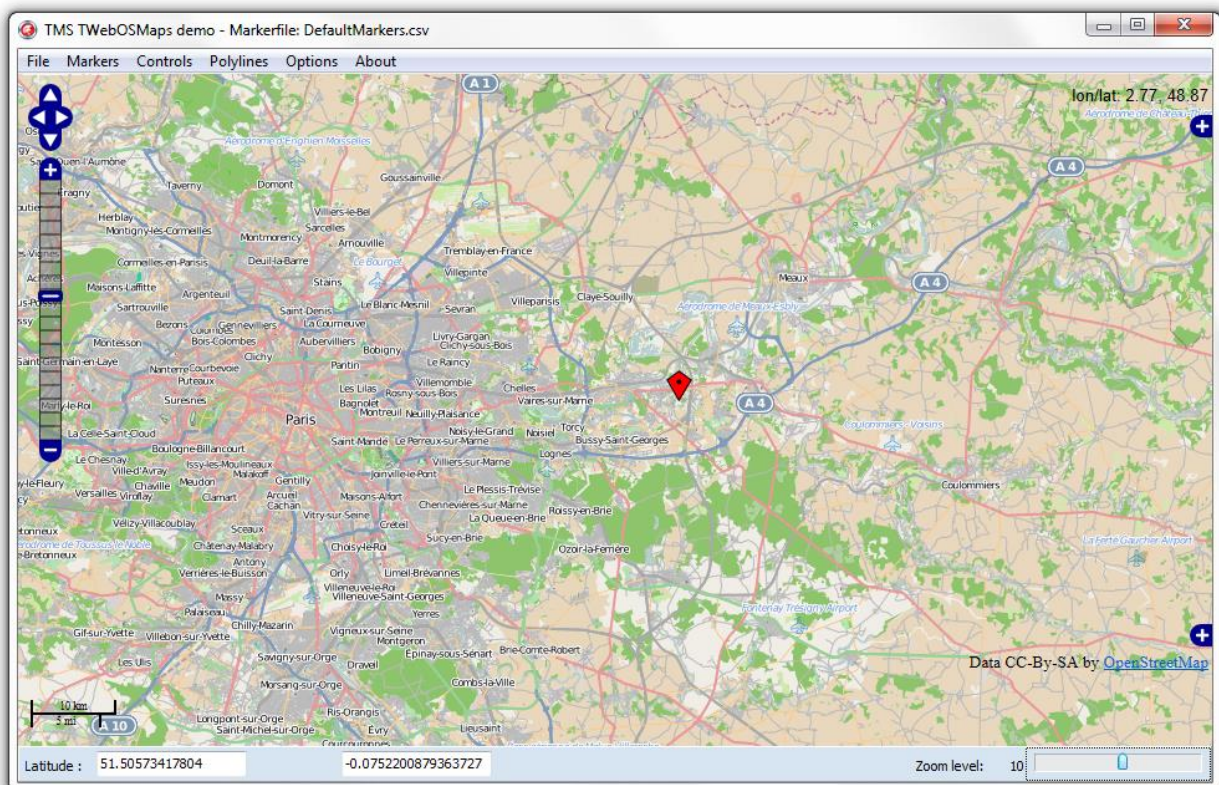 TMS TWebOSMaps demo - Markerfile: DefaultMarkers.csv
File Markers Controls Polylines Options About
A 1
lon/lat: 2.77, 48.87
Aérodrome d'Enghien Moisselles
Goussainville
A 4
Taverny
Domont
Herblay
Villiers-le-Bel
Sarcelles
Montigny-lès-Cormeilles
Montmorency
Arnouville
Tremblay-en-France
Cormeilles-en-Parisis
Deuil-la-Barre
Le Bourget
Villepinte
Meaux
A 4
Maisons-Laffitte
Argenteuil
Stains
Claye-Souilly
Sartrouville
Saint-Denis
Le Blanc-Mesnil
Sevran
Villeparisis
Aérodrome de Meaux-Esbly
Bezons
Colombes
Gennevilliers
La Courneuve
Montesson
Bois-Colombes
Aubervilliers
Livry-Gargan
Clichy-sous-Bois
Bobigny
Saint-Germain-en-Laye
Clichy
Pantin
Le Raincy
Nanterre
Courbevoie
Puteaux
Les Lilas
Villemomble
Chelles
Suresnes
Bagnolet
Rosny-sous-Bois
Vaires-sur-Marne
A 4
Marly-le-Roi
Paris
Montreuil
Neuilly-Plaisance
La Celle-Saint-Cloud
Noisy-le-Grand
Noisiel
Torcy
Coulommiers - Voisins
Saint-Mandé
Le Perreux-sur-Marne
Bussy-Saint-Georges
Boulogne-Billancourt
Lognes
Le Chesnay
Issy-les-Moulineaux
Villiers-sur-Marne
Ville-d'Avray
Malakoff
Joinville-le-Pont
Chaville
Meudon
Gentilly
Coulommiers
Versailles
Viroflay
Clamart
Arcueil
Cachan
Maisons-Alfort
Le Plessis-Trévise
Chennevières-sur-Marne
Vitry-sur-Seine
La Queue-en-Brie
Roissy-en-Brie
Vélizy-Villacoublay
Créteil
Sceaux
Sucy-en-Brie
La Ferté Gaucher Airport
Aérodrome de Toussus le Noble
Châtenay-Malabry
Choisy-le-Roi
Ozoir-la-Ferrière
Antony
Verrières-le-Buisson
Orly
Limeil-Brévannes
Villeneuve-le-Roi
Massy
Villeneuve-Saint-Georges
Palaiseau
Yerres
Fontenay Trésigny Airport
Chilly-Mazarin
Gif-sur-Yvette
Villebon-sur-Yvette
Vigneux-sur-Seine
Montgeron
Épinay-sous-Sénart
Brie-Comte-Robert
Les Ulis
Savigny-sur-Orge
Draveil
Data CC-By-SA by OpenStreetMap
Morsang-sur-Orge
Combs-la-Ville
10 km
5 mi
A 10
Longpont-sur-Orge
Ris-Orangis
Saint-Michel-sur-Orge
Évry
Lieusaint
Courcouronnes
Latitude : 51.50573417804 -0.0752200879363727 Zoom level: 10